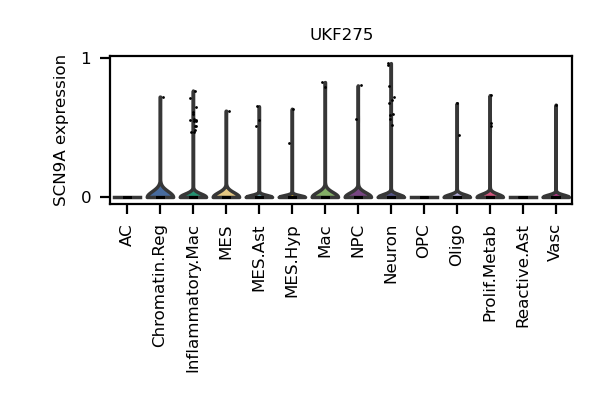 UKF275
SCN9A expression
1
0
AC
Chromatin.Reg
Inflammatory.Mac
MES
MES.Ast
MES.Hyp
Mac
NPC
Neuron
OPC
Oligo
Prolif.Metab
Reactive.Ast
Vasc